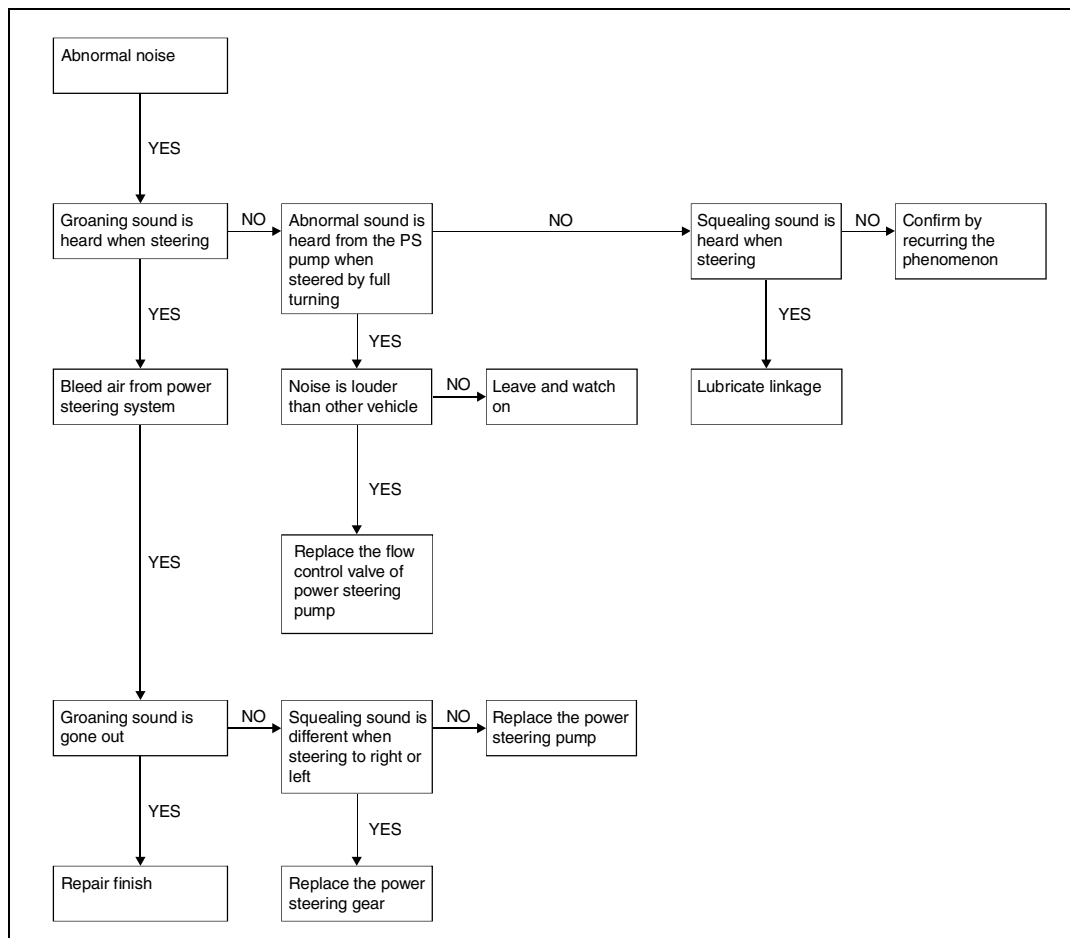 Abnormal noise
YES
Groaning sound is
heard when steering
NO
Abnormal sound is
heard from the PS
pump when
steered by full
turning
NO
Squealing sound is
heard when
steering
NO
Confirm by
recurring the
phenomenon
YES
YES
YES
Bleed air from power
steering system
Noise is louder
than other vehicle
NO
Leave and watch
on
Lubricate linkage
YES
YES
Replace the flow
control valve of
power steering
pump
Groaning sound is
gone out
NO
Squealing sound is
different when
steering to right or
left
NO
Replace the power
steering pump
YES
YES
Repair finish
Replace the power
steering gear